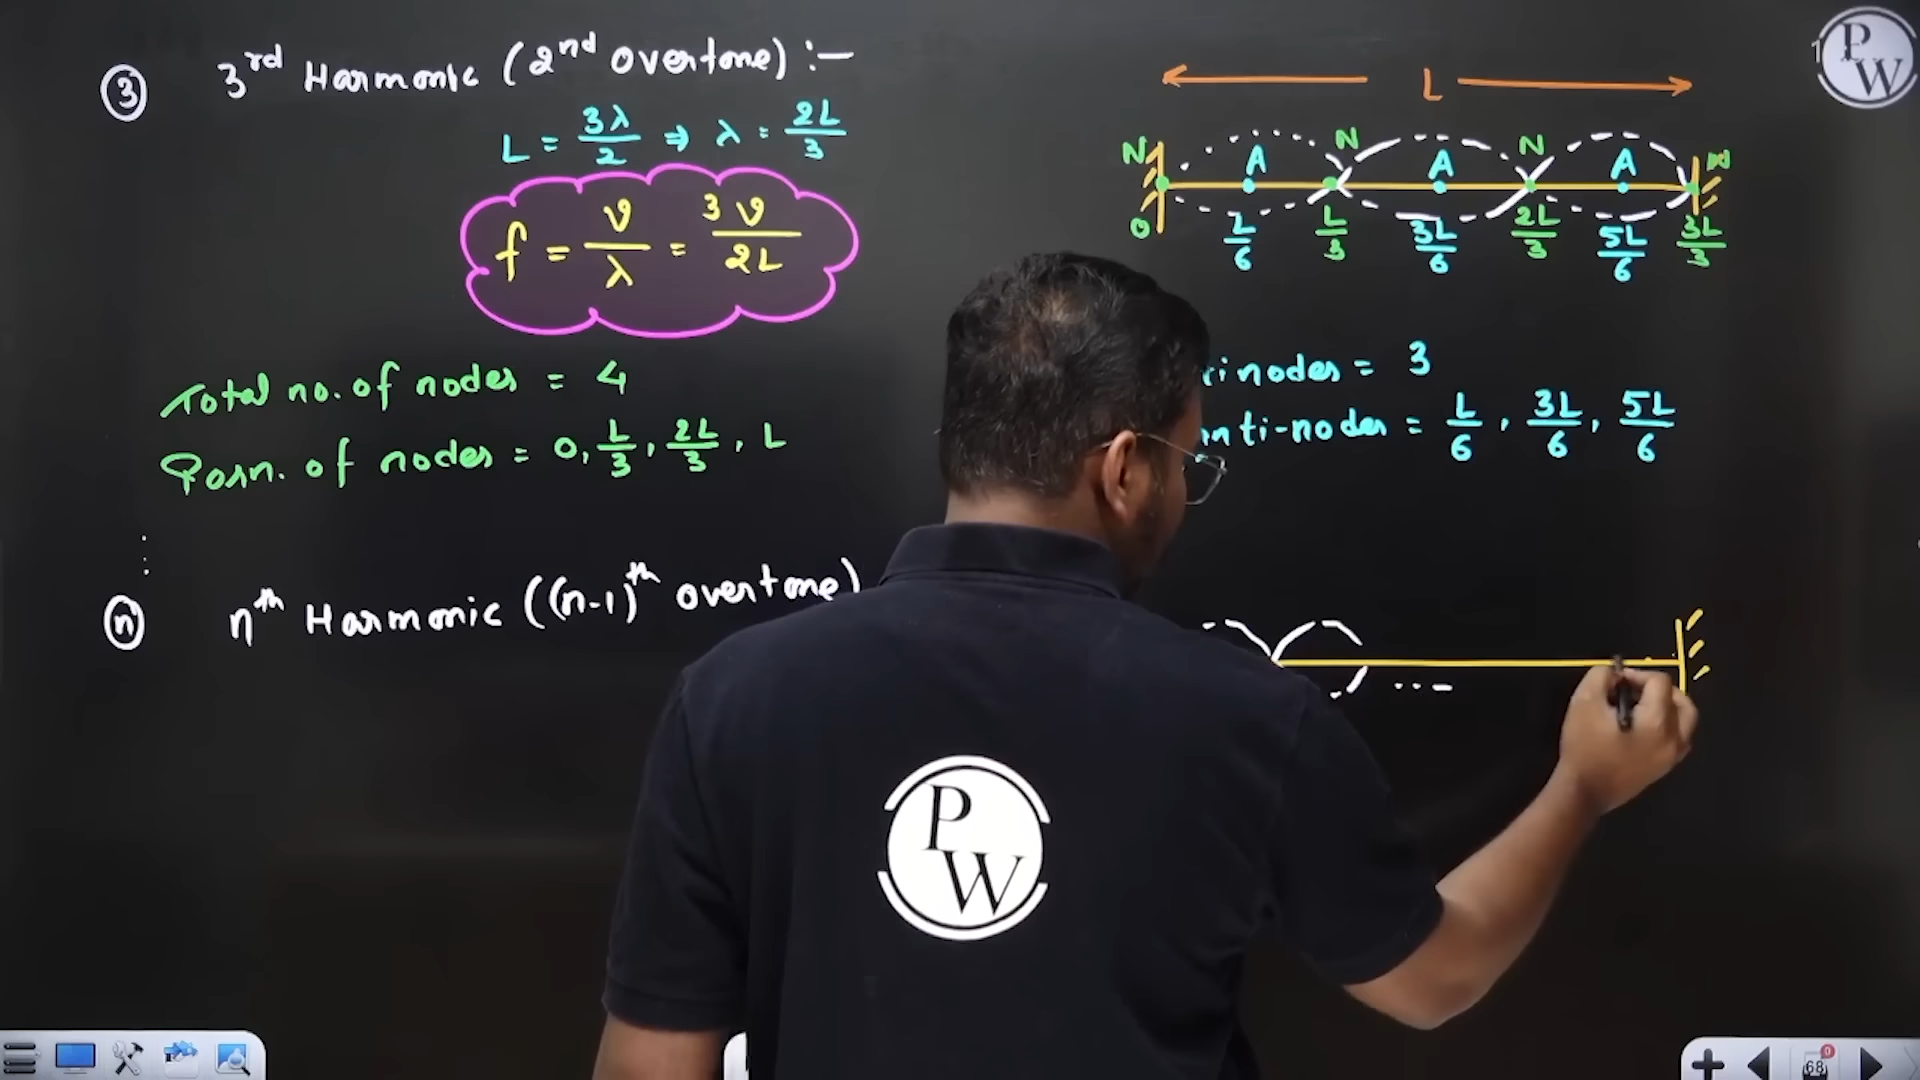 ③ 3rd Harmonic (2nd overtone) :-
L = 3λ/2 ⇒ λ = 2L/3
f = v/λ = 3v/2L
Total no. of nodes = 4
Posn. of nodes = 0, L/3, 2L/3, L
L
N N N N
A A A
0 L/6 L/3 3L/6 2L/3 5L/6 3L/3
inodes = 3
nti-nodes = L/6, 3L/6, 5L/6
⋮
ⓝ nth Harmonic ((n-1)th overtone)
...
PW
PW
68
0